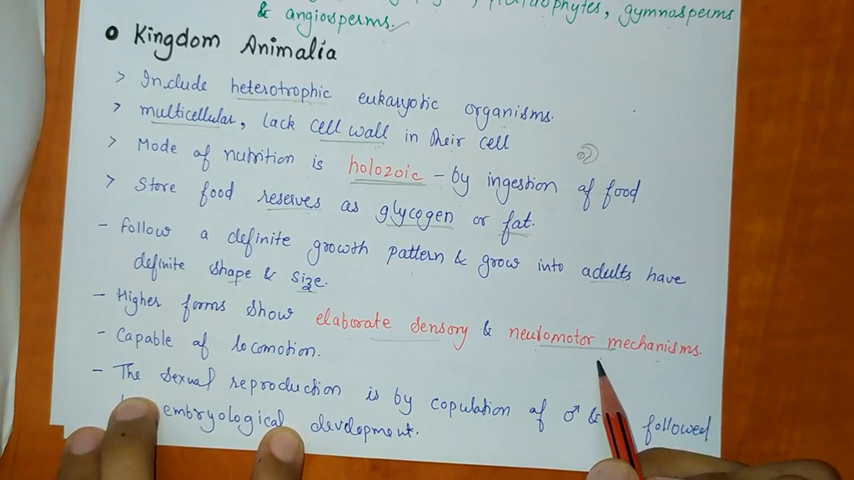 gymnosperms
& angiosperms.
• Kingdom Animalia
> Include heterotrophic eukaryotic organisms.
> multicellular, lack cell wall in their cell
> Mode of nutrition is holozoic - by ingestion of food
> Store food reserves as glycogen or fat.
- Follow a definite growth pattern & grow into adults have
definite shape & size.
- Higher forms show elaborate sensory & neuromotor mechanisms.
- Capable of locomotion.
- The sexual reproduction is by copulation of ♂ & followed
embryological development.